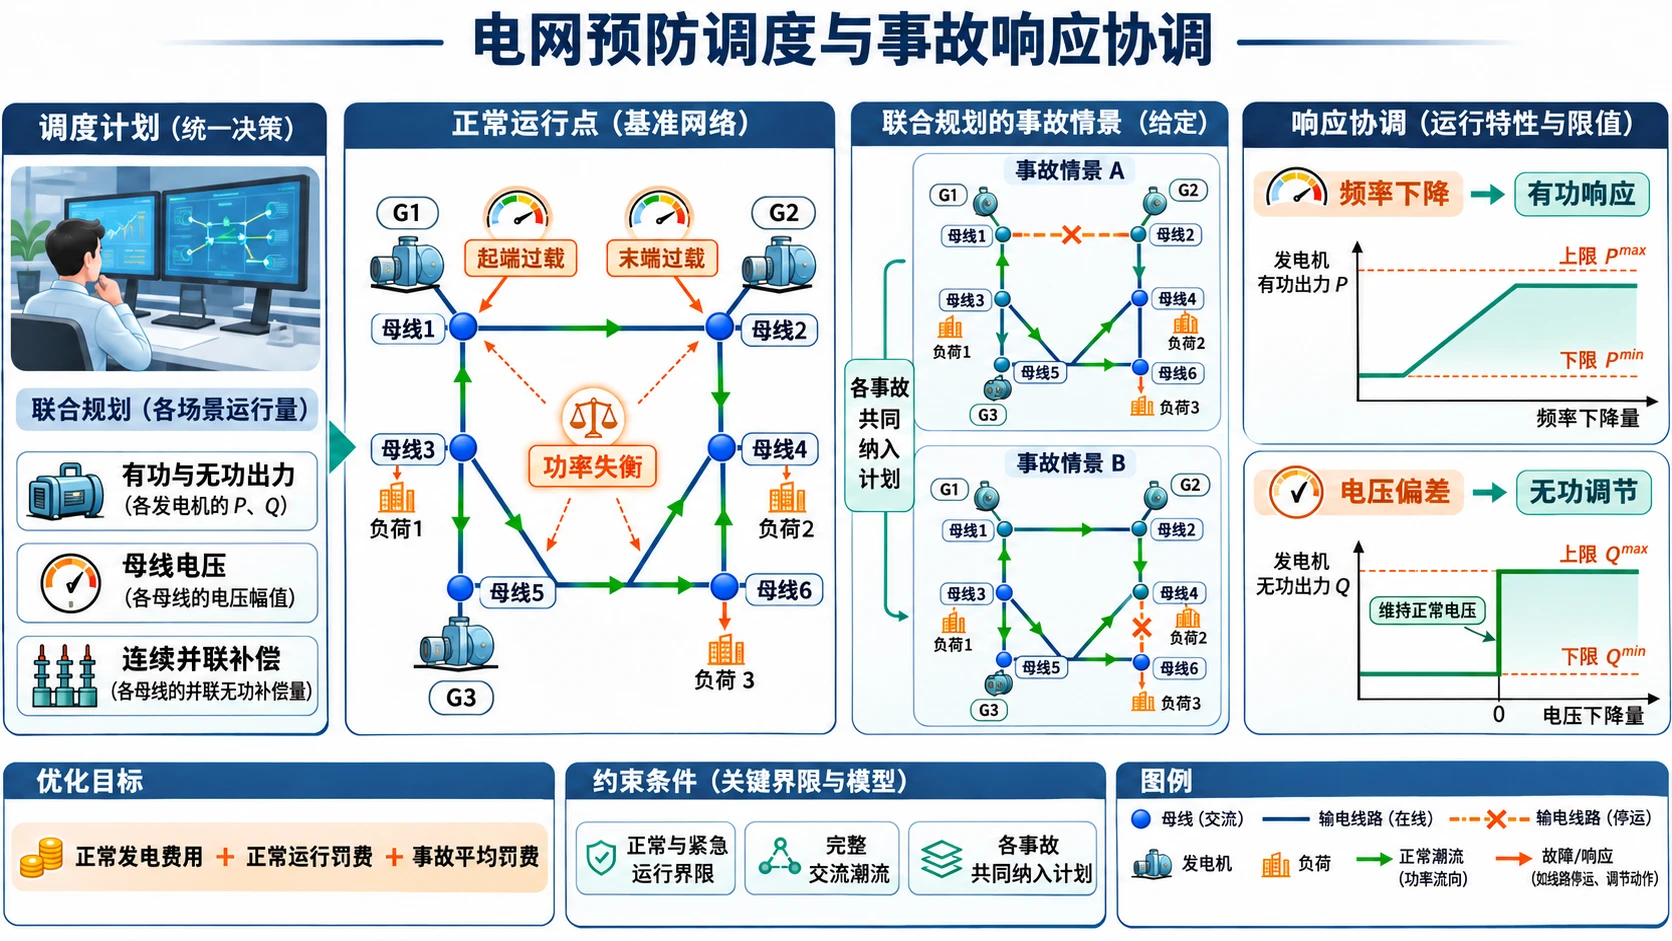 电网预防调度与事故响应协调
调度计划（统一决策）
联合规划（各场景运行量）
有功与无功出力
（各发电机的 P、Q）
母线电压
（各母线的电压幅值）
连续并联补偿
（各母线的并联无功补偿量）
正常运行点（基准网络）
G1
G2
起端过载
末端过载
母线1
母线2
功率失衡
母线3
母线4
负荷1
负荷2
母线5
母线6
G3
负荷 3
联合规划的事故情景（给定）
各事故
共同
纳入
计划
事故情景 A
G1
G2
母线1
母线2
母线3
母线4
负荷1
负荷2
母线5
母线6
G3
负荷3
事故情景 B
G1
G2
母线1
母线2
母线3
母线4
负荷1
负荷2
母线5
母线6
G3
负荷3
响应协调（运行特性与限值）
频率下降
有功响应
发电机
有功出力 P
上限 Pmax
下限 Pmin
频率下降量
电压偏差
无功调节
发电机
无功出力 Q
上限 Qmax
维持正常电压
下限 Qmin
0
电压下降量
优化目标
正常发电费用 + 正常运行罚费 + 事故平均罚费
约束条件（关键界限与模型）
正常与紧急
运行界限
完整
交流潮流
各事故
共同纳入计划
图例
母线（交流）
输电线路（在线）
输电线路（停运）
发电机
负荷
正常潮流
（功率流向）
故障/响应
（如线路停运、调节动作）